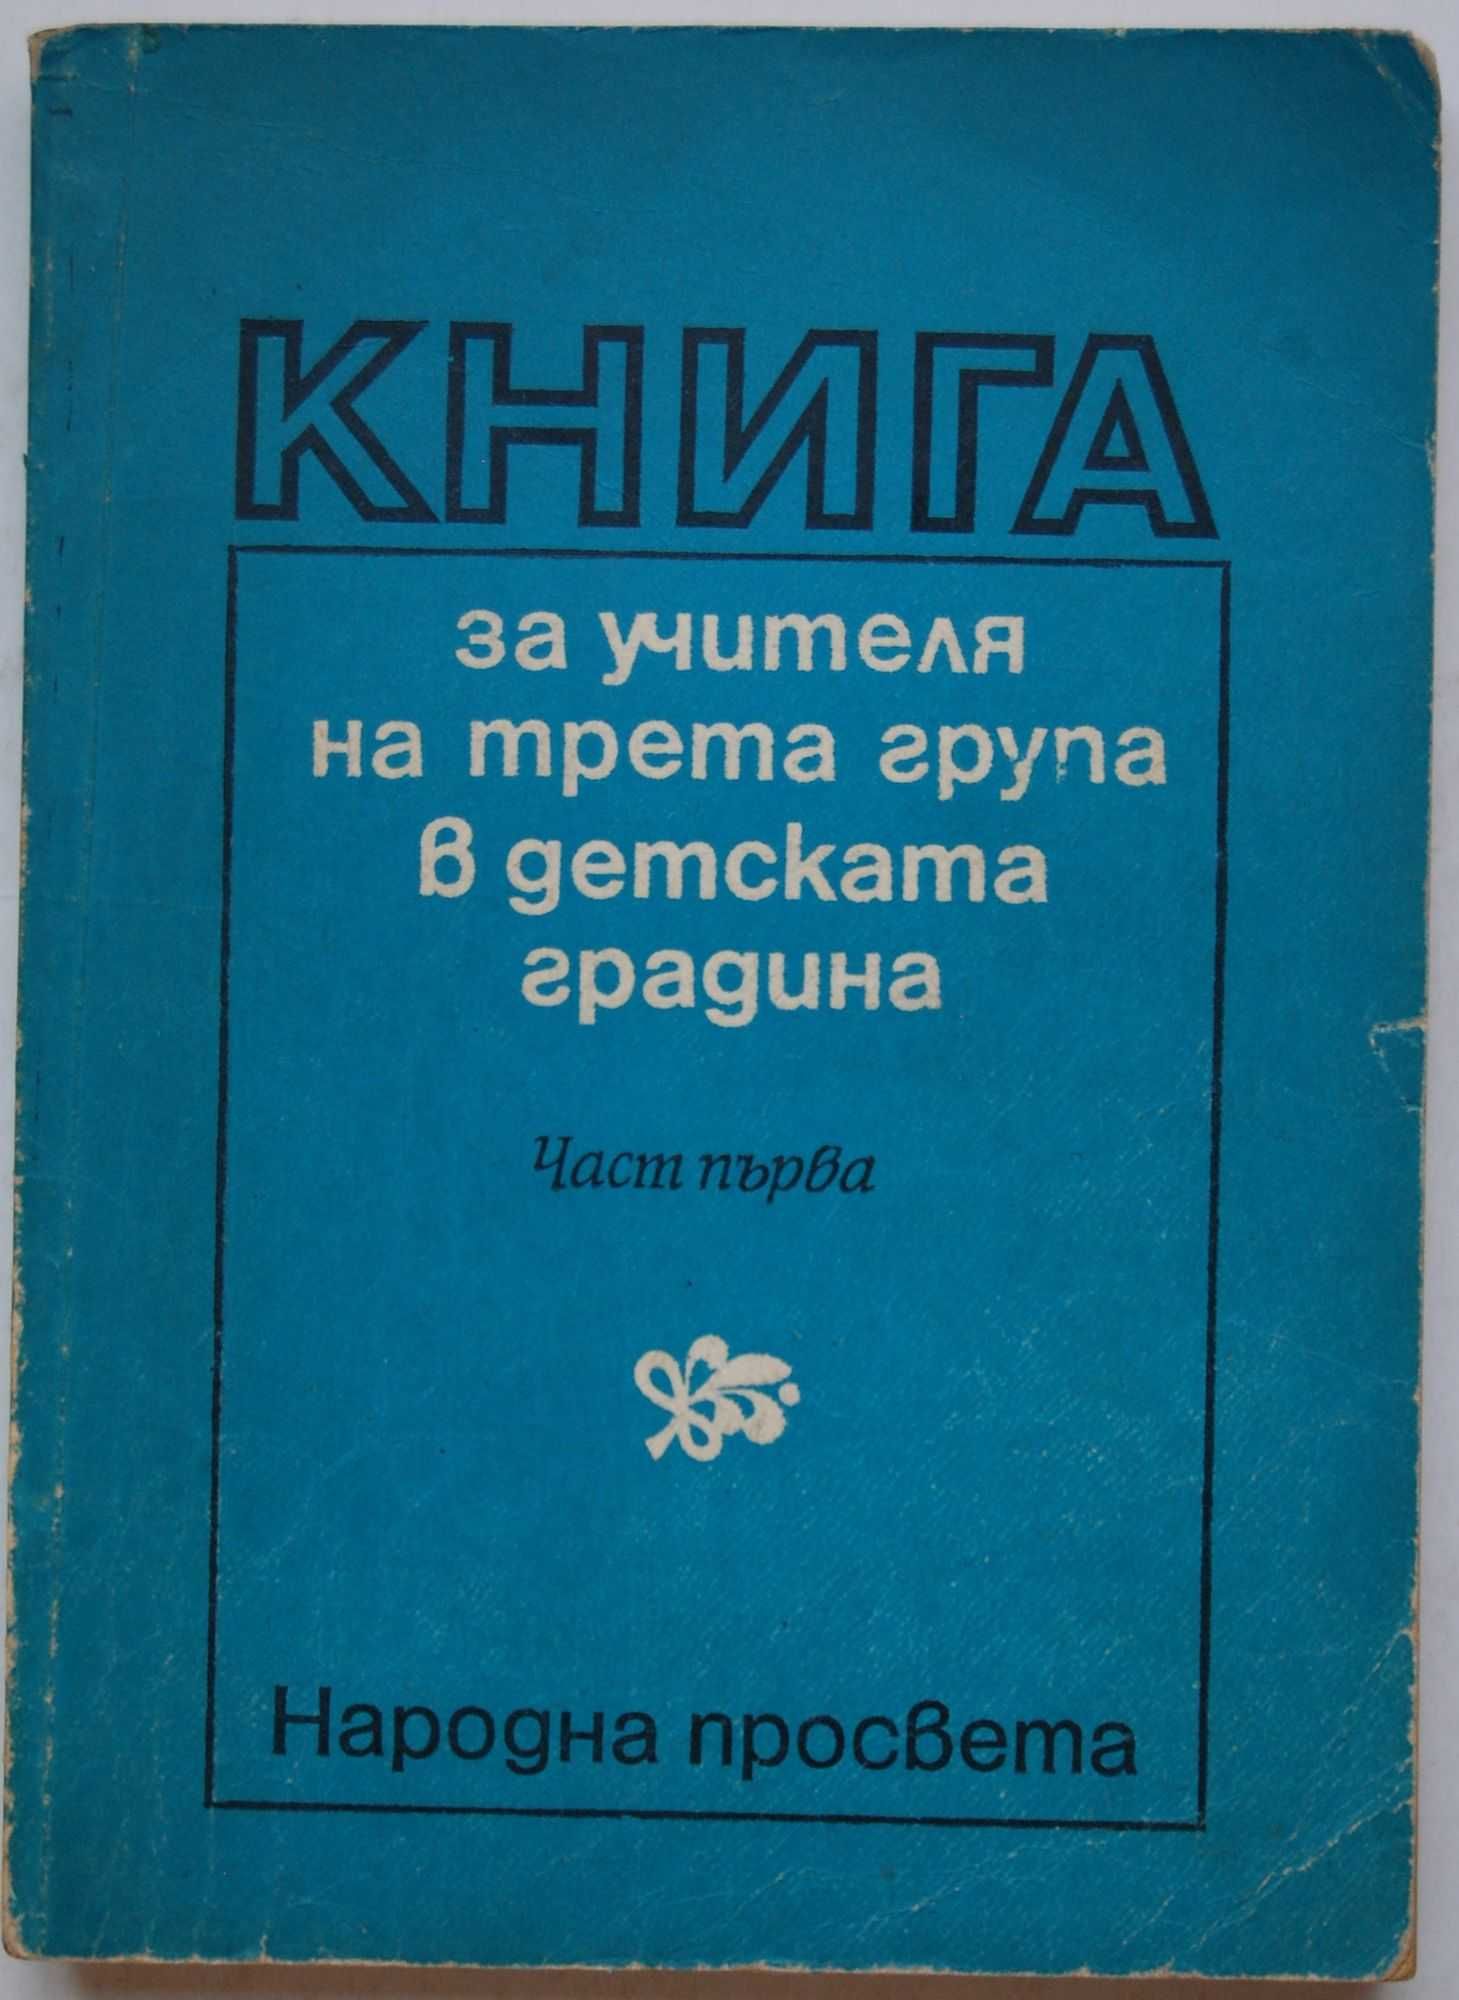 КНИГА
за учителя
на трета група
в детската
градина
Част първа
Народна просвета